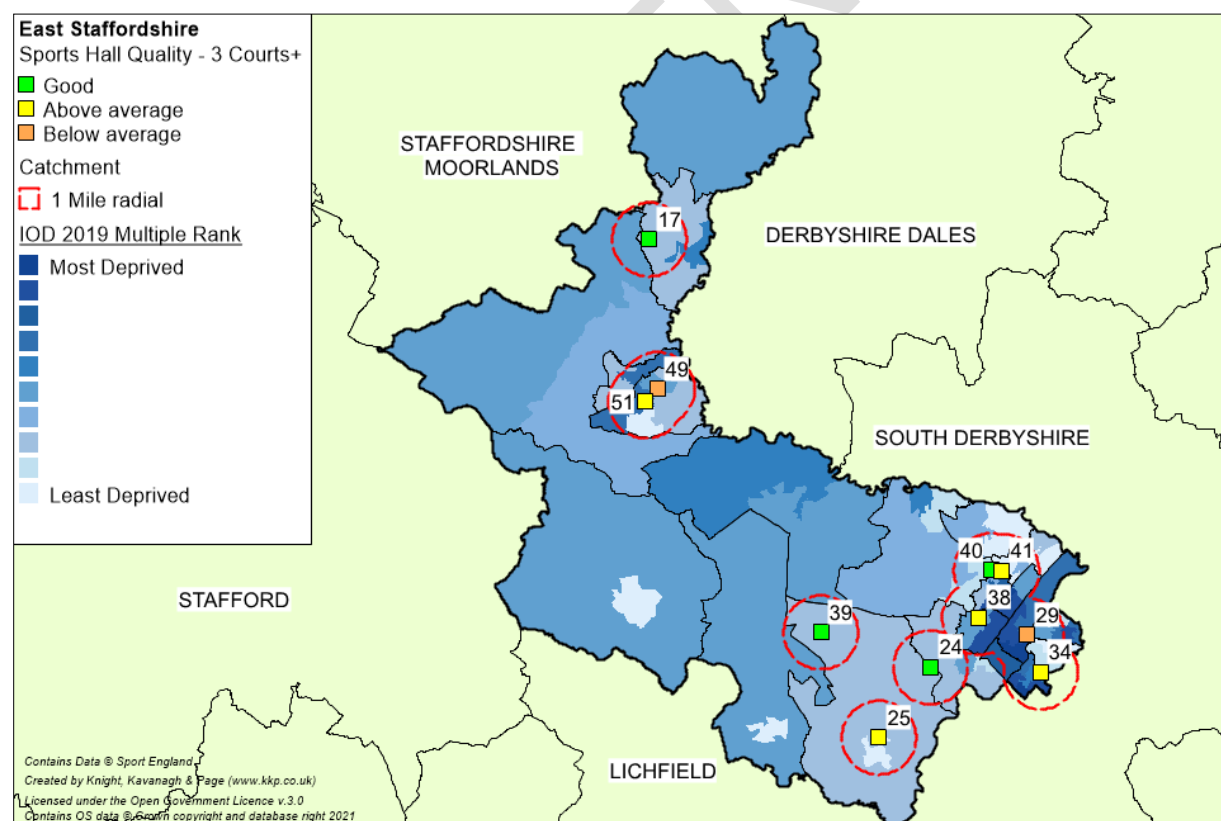 East Staffordshire
Sports Hall Quality - 3 Courts+
Good
Above average
Below average
Catchment
1 Mile radial
IOD 2019 Multiple Rank
Most Deprived
Least Deprived
STAFFORDSHIRE
MOORLANDS
17
DERBYSHIRE DALES
49
51
SOUTH DERBYSHIRE
40
41
STAFFORD
39
38
29
24
34
25
LICHFIELD
Contains Data © Sport England
Created by Knight, Kavanagh & Page (www.kkp.co.uk)
Licensed under the Open Government Licence v.3.0
Contains OS data © Crown copyright and database right 2021